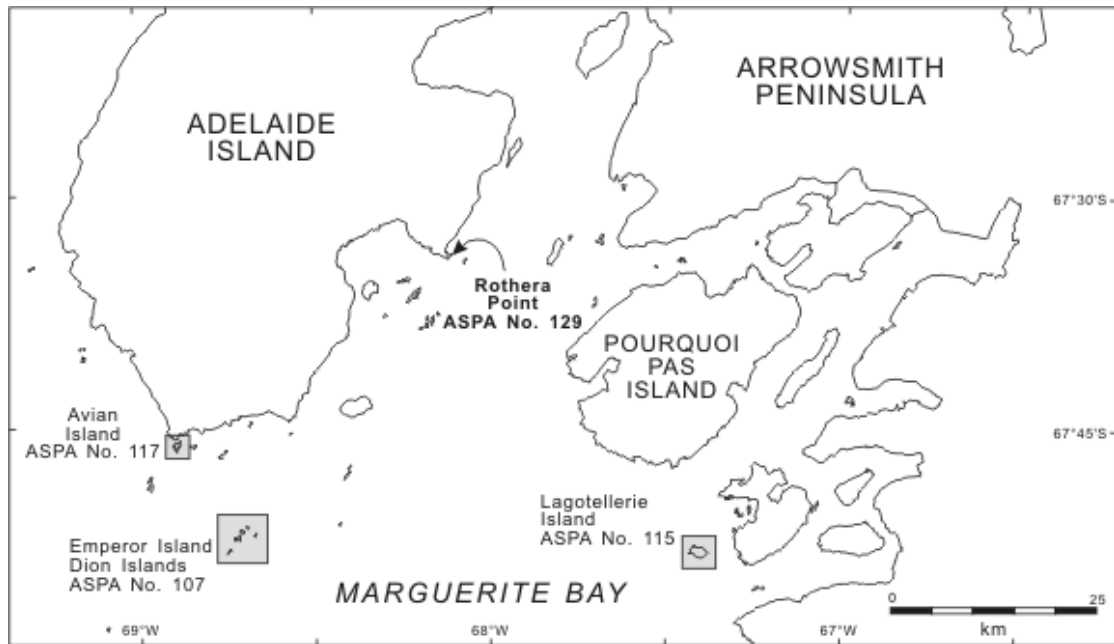 ADELAIDE
ISLAND
ARROWSMITH
PENINSULA
67°30'S
Rothera
Point
ASPA No. 129
POURQUOI
PAS
ISLAND
Avian
Island
ASPA No. 117
67°45'S
Lagotellerie
Island
ASPA No. 115
Emperor Island
Dion Islands
ASPA No. 107
MARGUERITE BAY
0 25
km
69°W 68°W 67°W